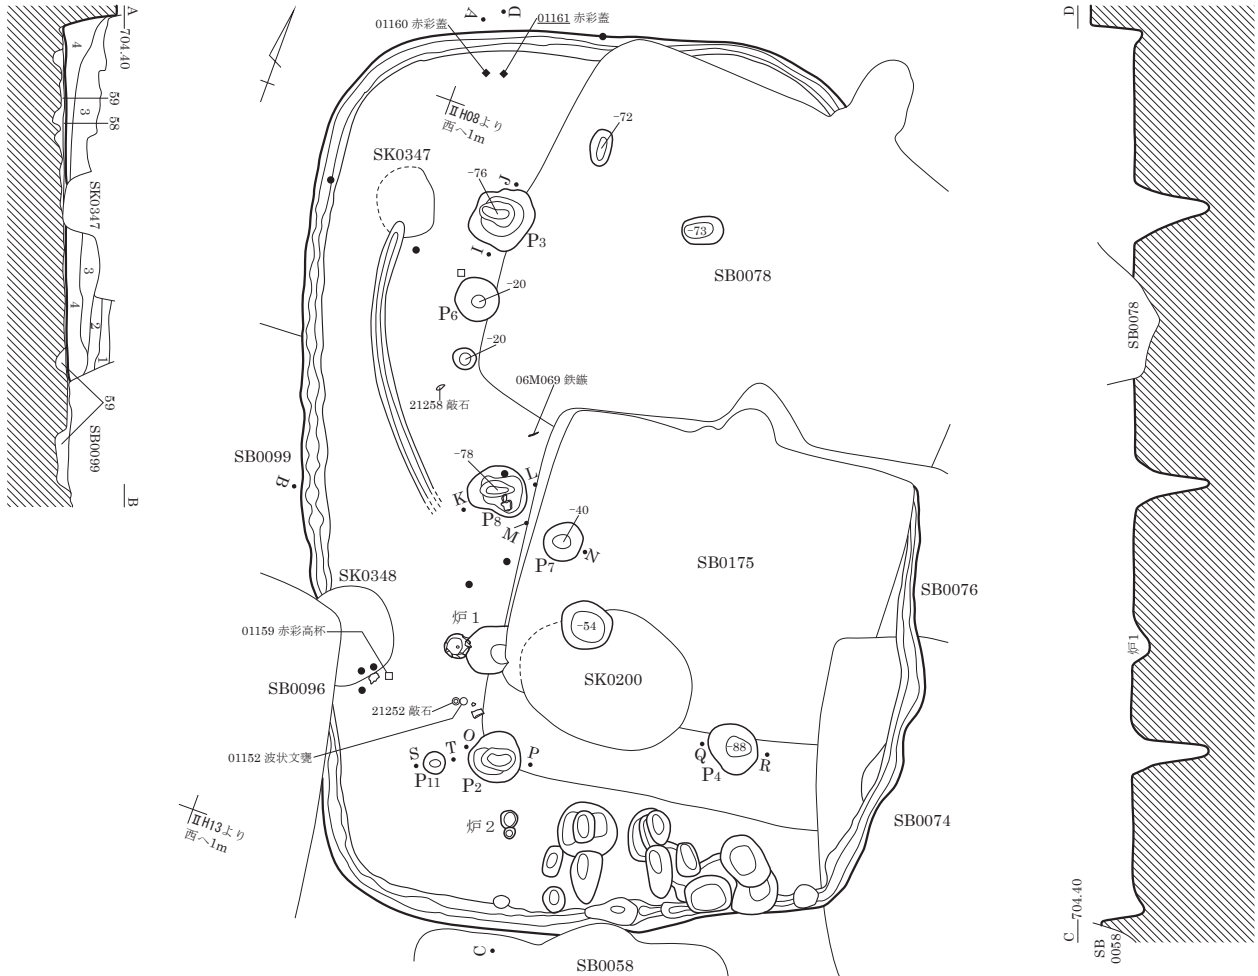 A
704.40
4
59
58
3
SK0347
3
4
2
1
59
SB0099
B
01160 赤彩蓋
A
D
01161 赤彩蓋
ⅡH08より
西へ1m
SK0347
-72
-76
J
P3
I
-73
SB0078
-20
P6
-20
06M069 鉄鏃
21258 敲石
SB0099
B
-78
L
K
P8
M
-40
N
P7
SB0175
SB0076
SK0348
炉1
01159 赤彩高杯
-54
SK0200
SB0096
21252 敲石
01152 波状文甕
S
T
O
P
P11
P2
Q
-88
R
P4
ⅡH13より
西へ1m
炉2
SB0074
C
SB0058
D
SB0078
炉1
704.40
C
SB
0058